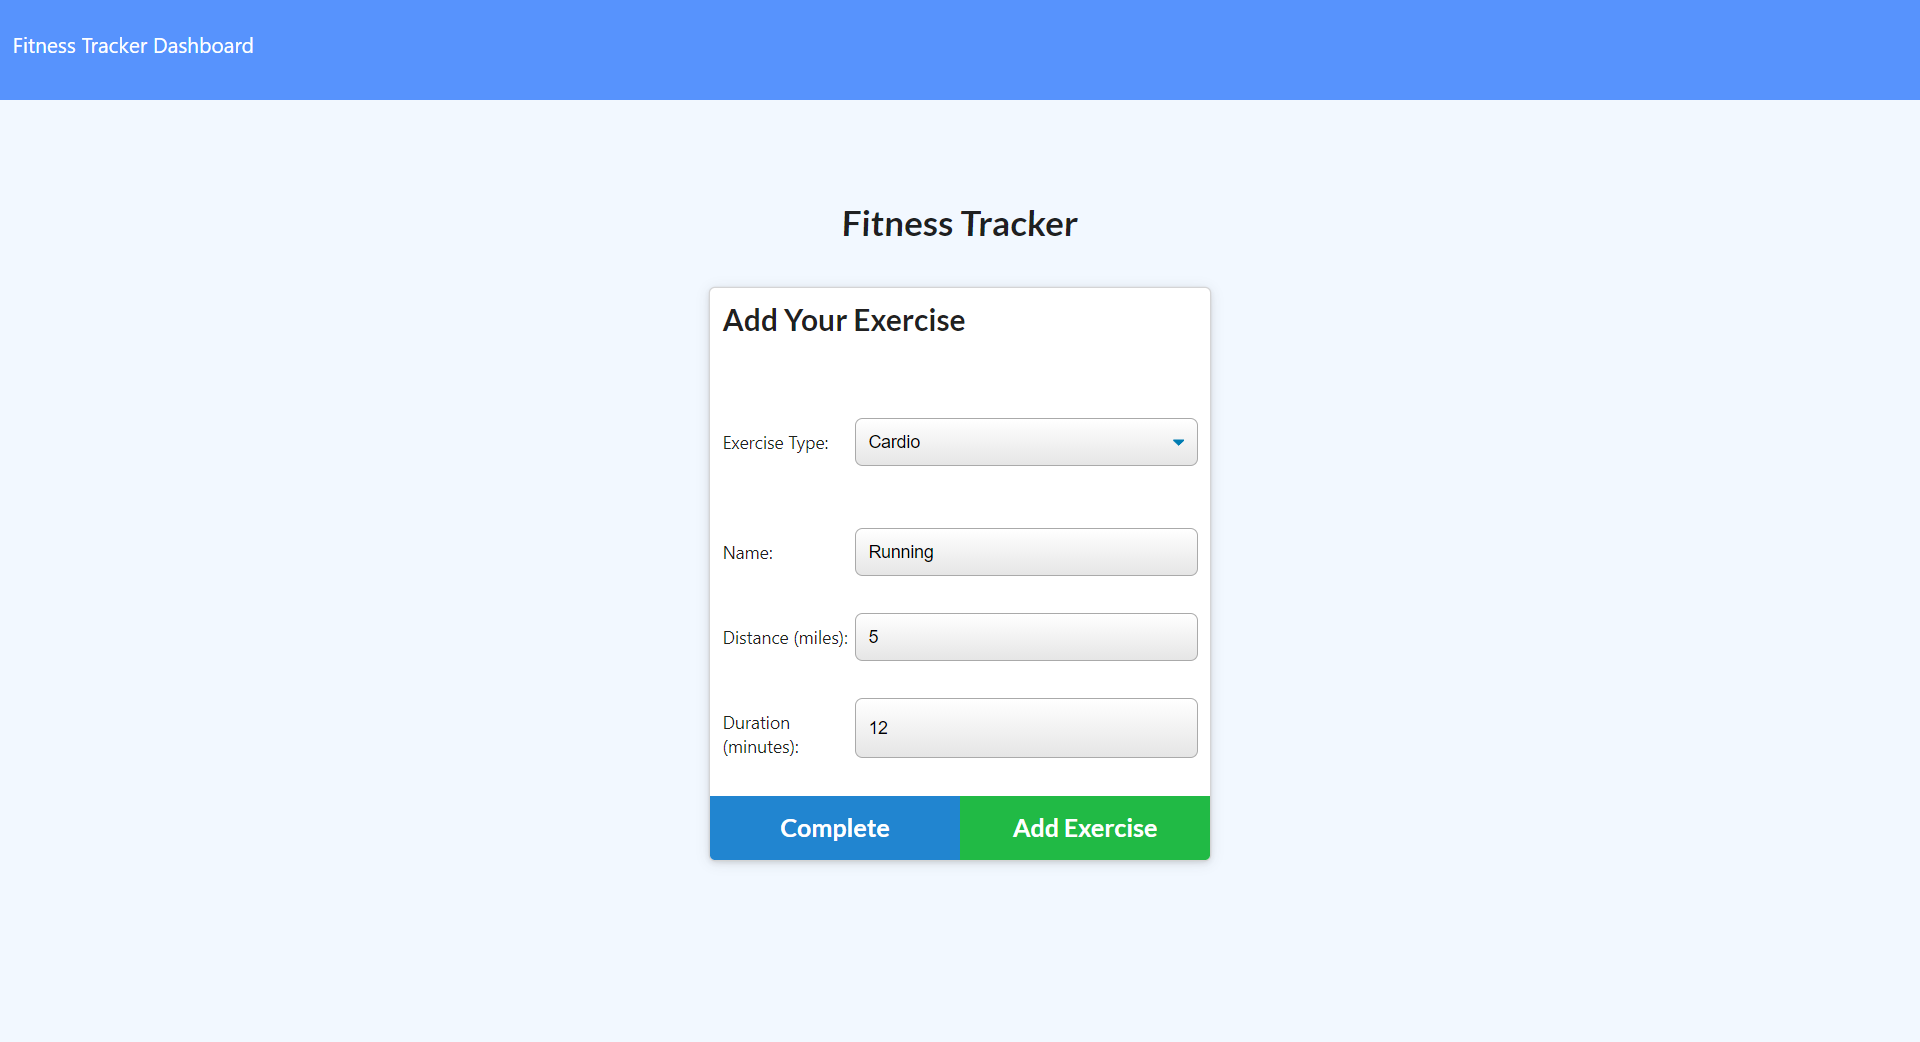 Fitness Tracker Dashboard
Fitness Tracker
Add Your Exercise
Exercise Type: Cardio
Name: Running
Distance (miles): 5
Duration
(minutes): 12
Complete Add Exercise